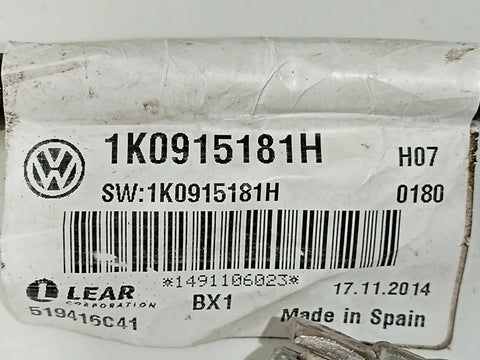 1K0915181H H07
SW:1K0915181H 0180
*1491106023*
LEAR BX1 17.11.2014
CORPORATION
519416C41 Made in Spain